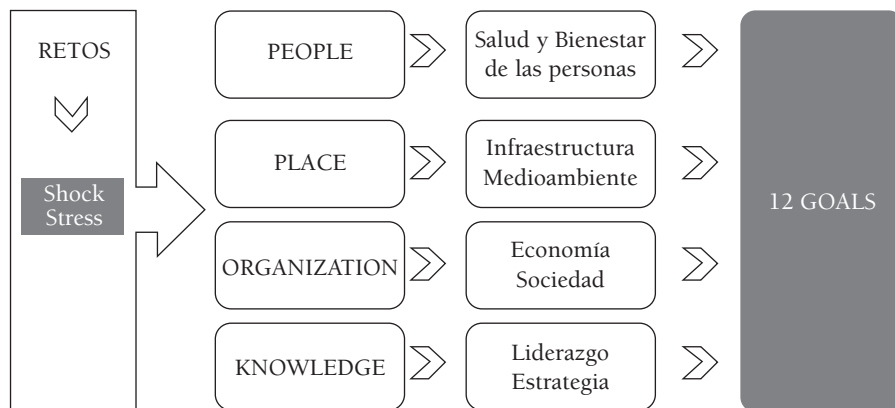 RETOS
Shock
Stress
PEOPLE
Salud y Bienestar
de las personas
PLACE
Infraestructura
Medioambiente
ORGANIZATION
Economía
Sociedad
KNOWLEDGE
Liderazgo
Estrategia
12 GOALS